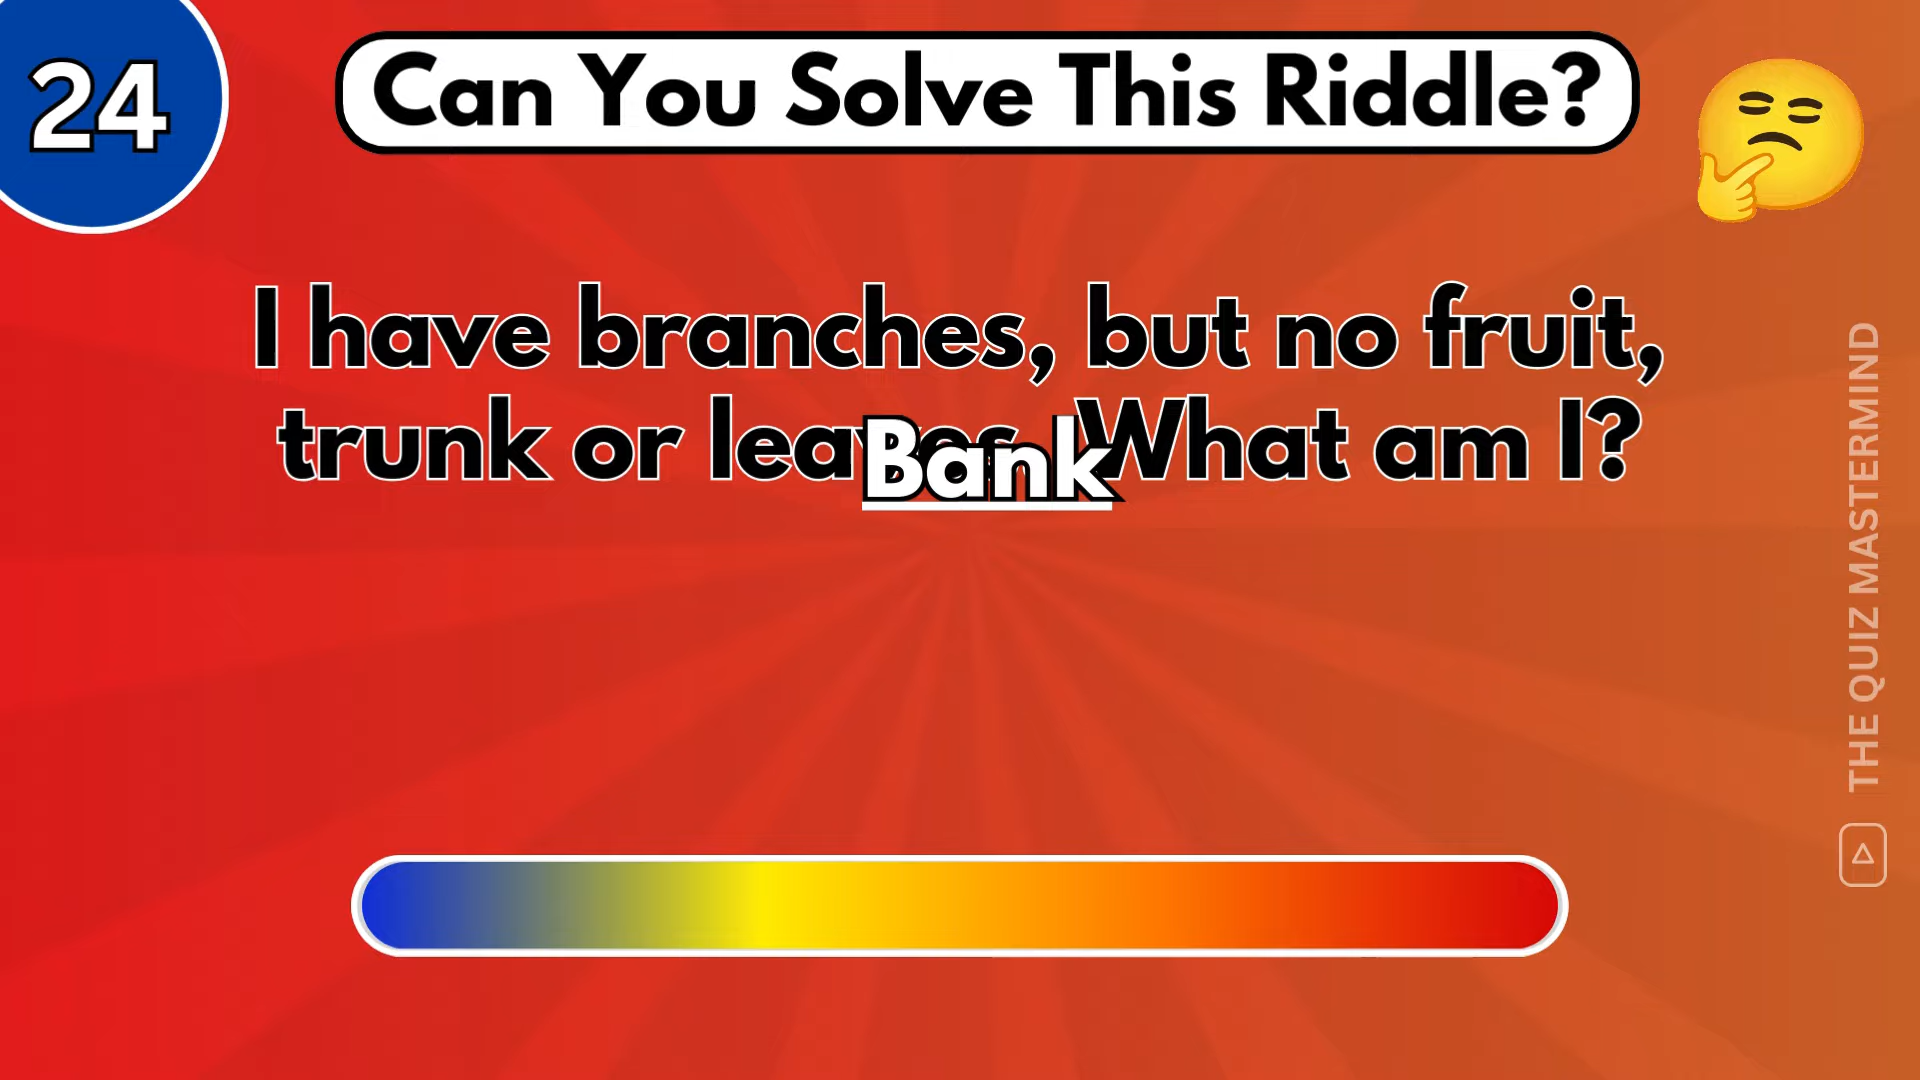 24
Can You Solve This Riddle?
I have branches, but no fruit,
trunk or leaves. What am I?
Bank
THE QUIZ MASTERMIND